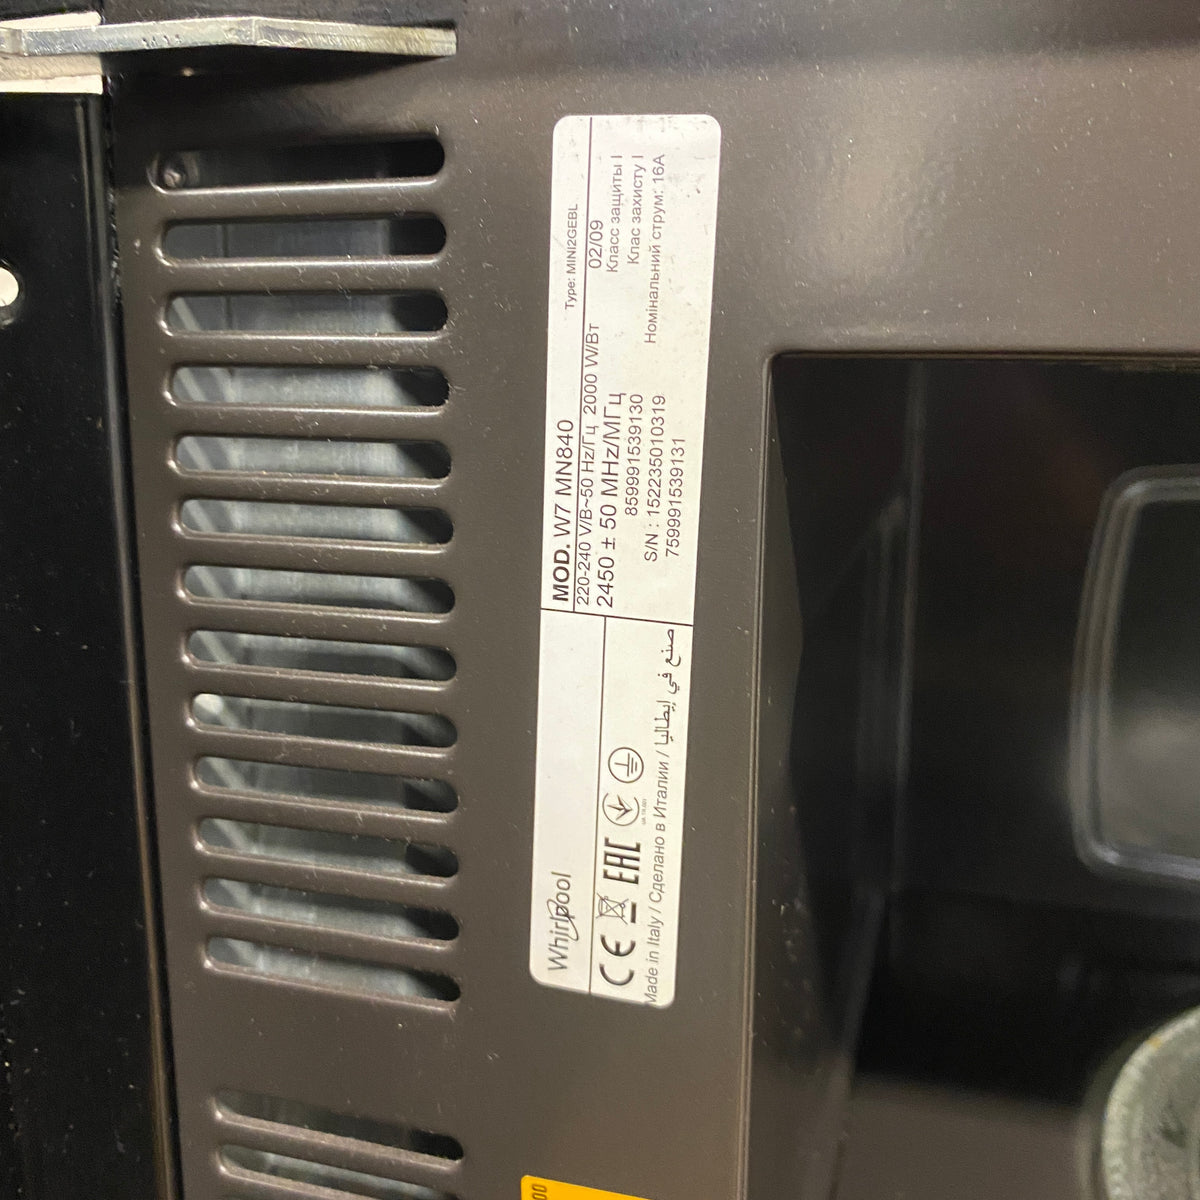 MOD. W7 MN840
Type: MINI2GEBL
220-240 V/B~50 Hz/Гц 2000 W/Вт
02/09
2450 ± 50 MHz/МГц
Класс защиты I
859991539130
Клас захисту I
S/N : 152235010319
Номінальний струм: 16A
759991539131
Whirlpool
CE EAC
Made in Italy / Сделано в Италии / صنع في إيطاليا
00